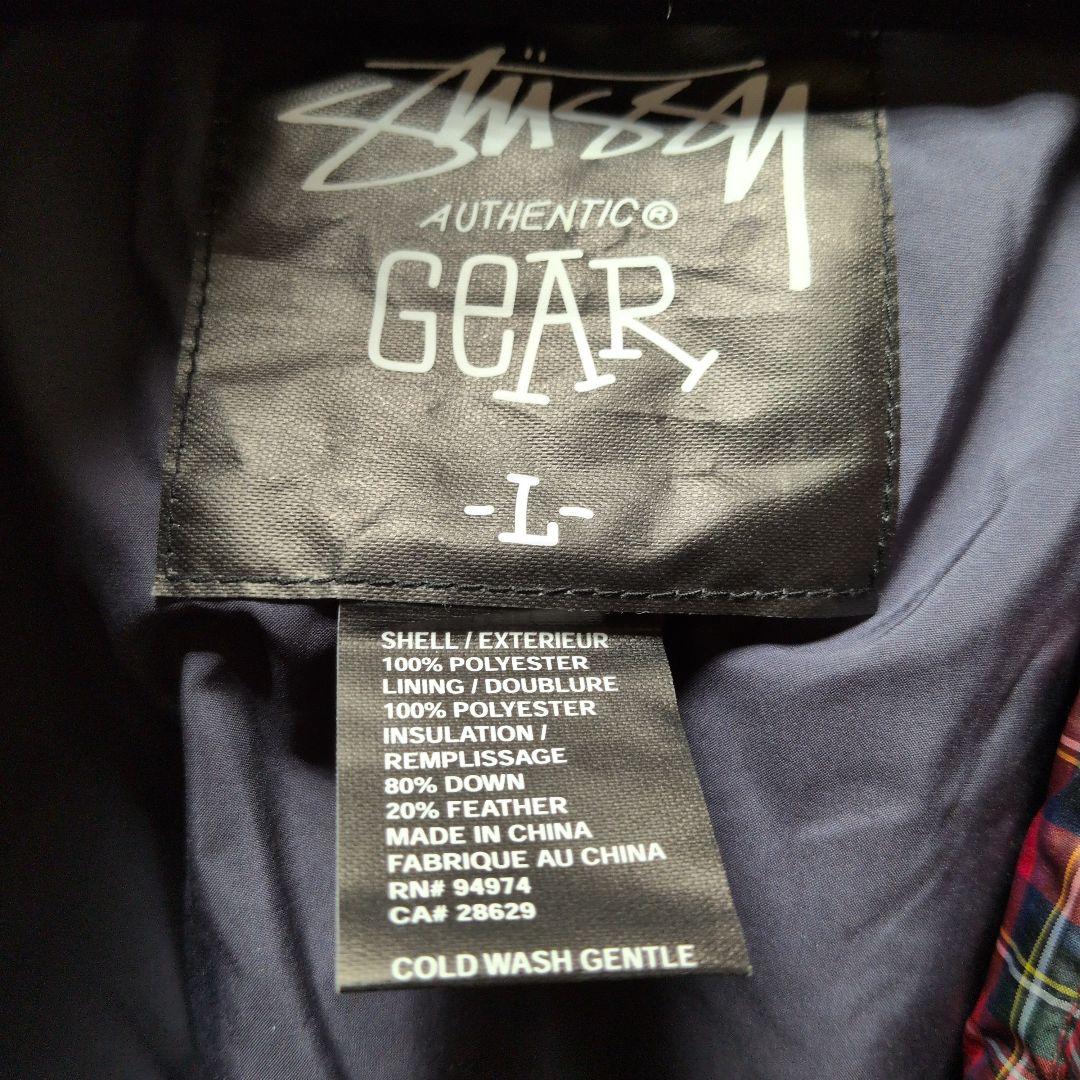 Stüssy
AUTHENTIC®
GEAR
-L-
SHELL / EXTERIEUR
100% POLYESTER
LINING / DOUBLURE
100% POLYESTER
INSULATION /
REMPLISSAGE
80% DOWN
20% FEATHER
MADE IN CHINA
FABRIQUE AU CHINA
RN# 94974
CA# 28629
COLD WASH GENTLE